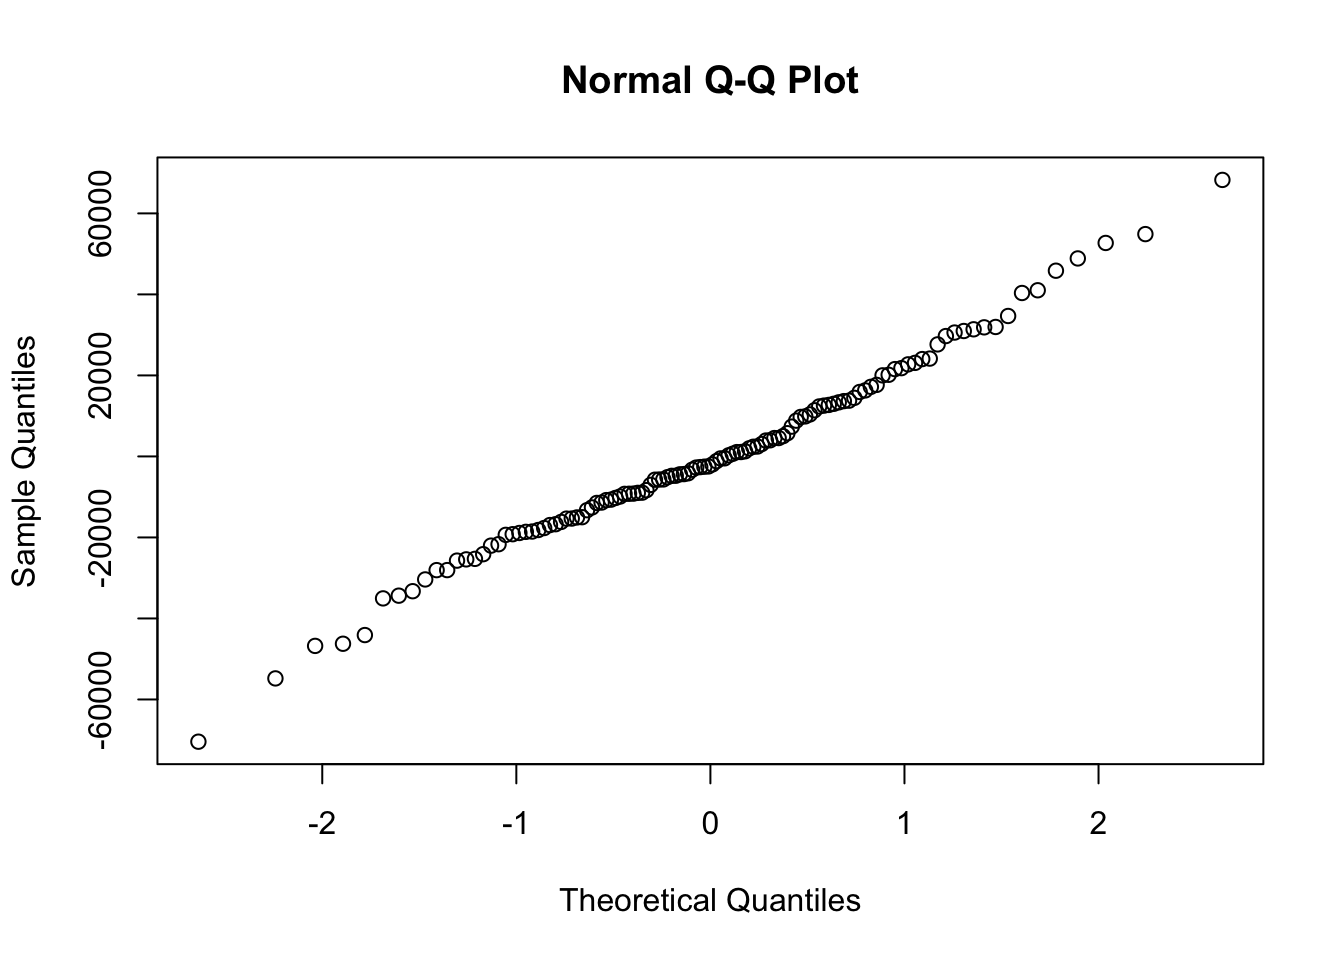 Normal Q-Q Plot
Sample Quantiles
60000
20000
-20000
-60000
-2 -1 0 1 2
Theoretical Quantiles